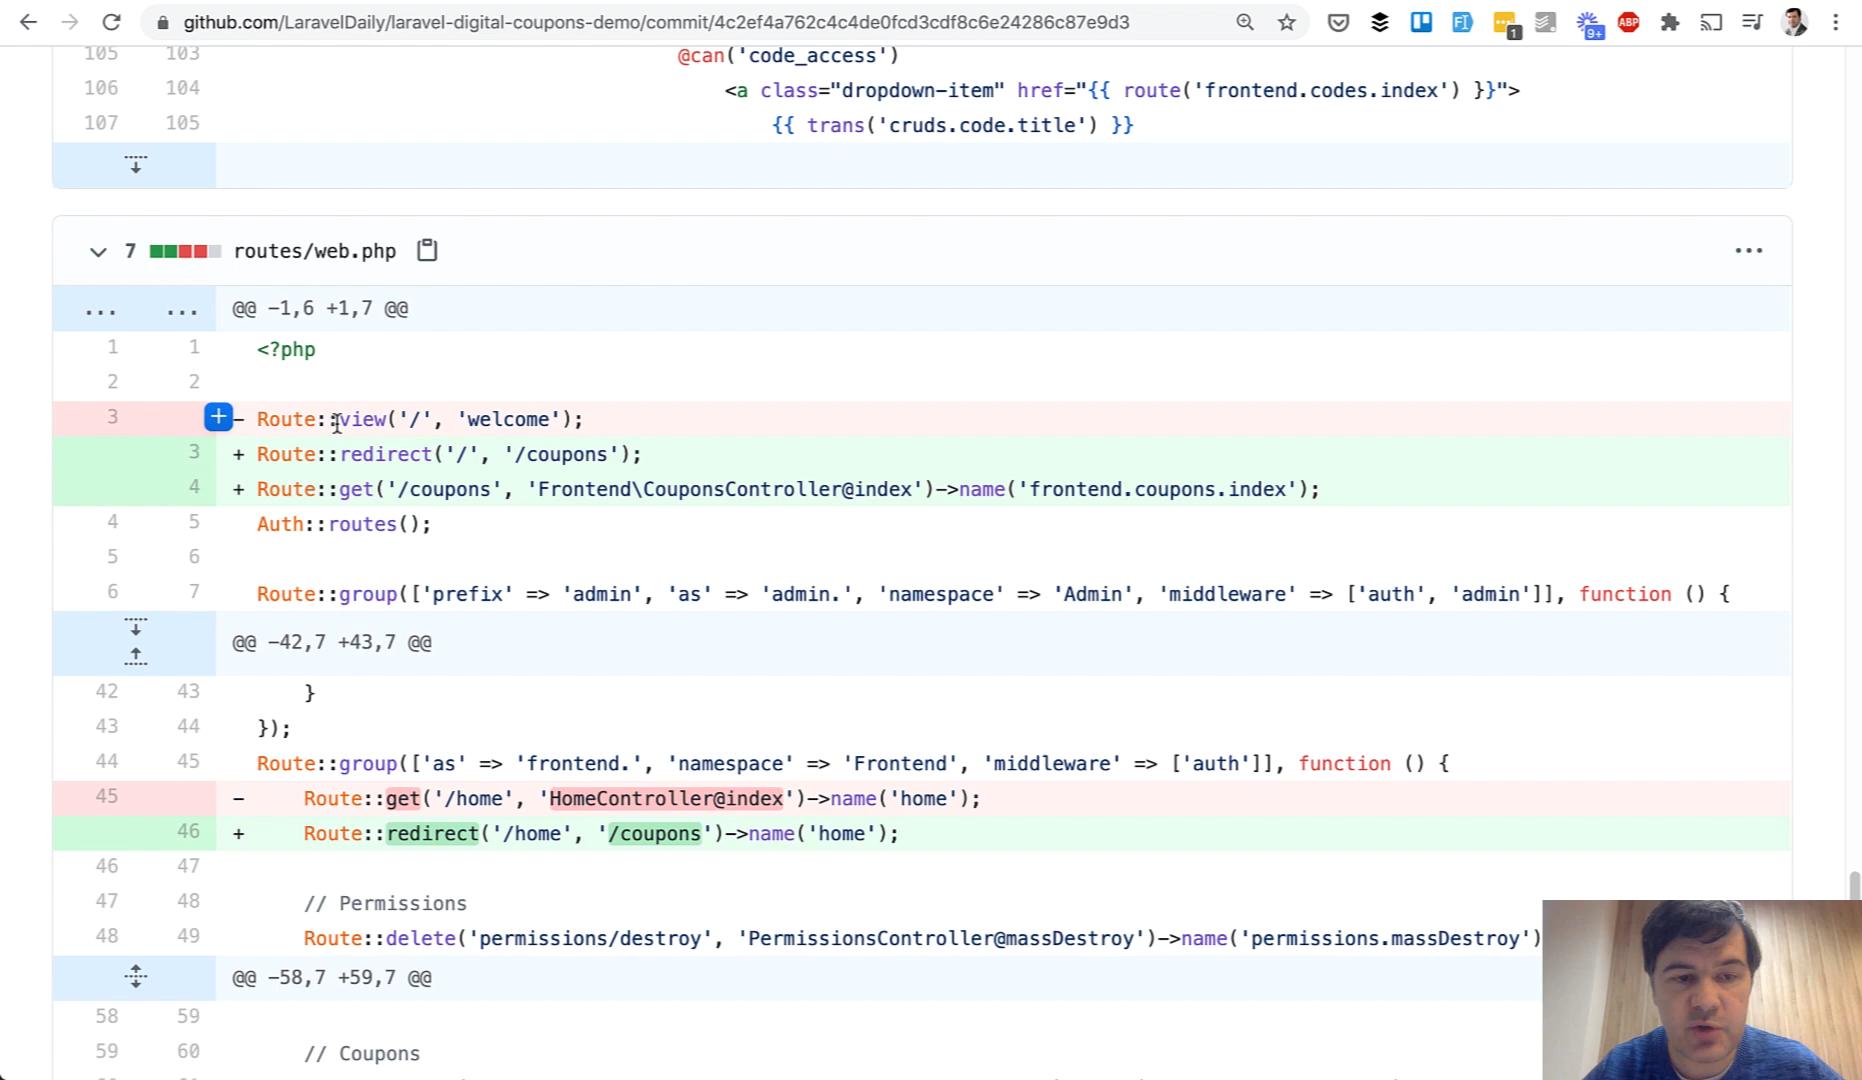 github.com/LaravelDaily/laravel-digital-coupons-demo/commit/4c2ef4a762c4c4de0fcd3cdf8c6e24286c87e9d3
1
9+
ABP
105 103 @can('code_access')
106 104 <a class="dropdown-item" href="{{ route('frontend.codes.index') }}">
107 105 {{ trans('cruds.code.title') }}
7 routes/web.php
... ... @@ -1,6 +1,7 @@
1 1 <?php
2 2
3 - Route::view('/', 'welcome');
3 + Route::redirect('/', '/coupons');
4 + Route::get('/coupons', 'Frontend\CouponsController@index')->name('frontend.coupons.index');
4 5 Auth::routes();
5 6
6 7 Route::group(['prefix' => 'admin', 'as' => 'admin.', 'namespace' => 'Admin', 'middleware' => ['auth', 'admin']], function () {
@@ -42,7 +43,7 @@
42 43 }
43 44 });
44 45 Route::group(['as' => 'frontend.', 'namespace' => 'Frontend', 'middleware' => ['auth']], function () {
45 - Route::get('/home', 'HomeController@index')->name('home');
46 + Route::redirect('/home', '/coupons')->name('home');
46 47
47 48 // Permissions
48 49 Route::delete('permissions/destroy', 'PermissionsController@massDestroy')->name('permissions.massDestroy')
@@ -58,7 +59,7 @@
58 59
59 60 // Coupons